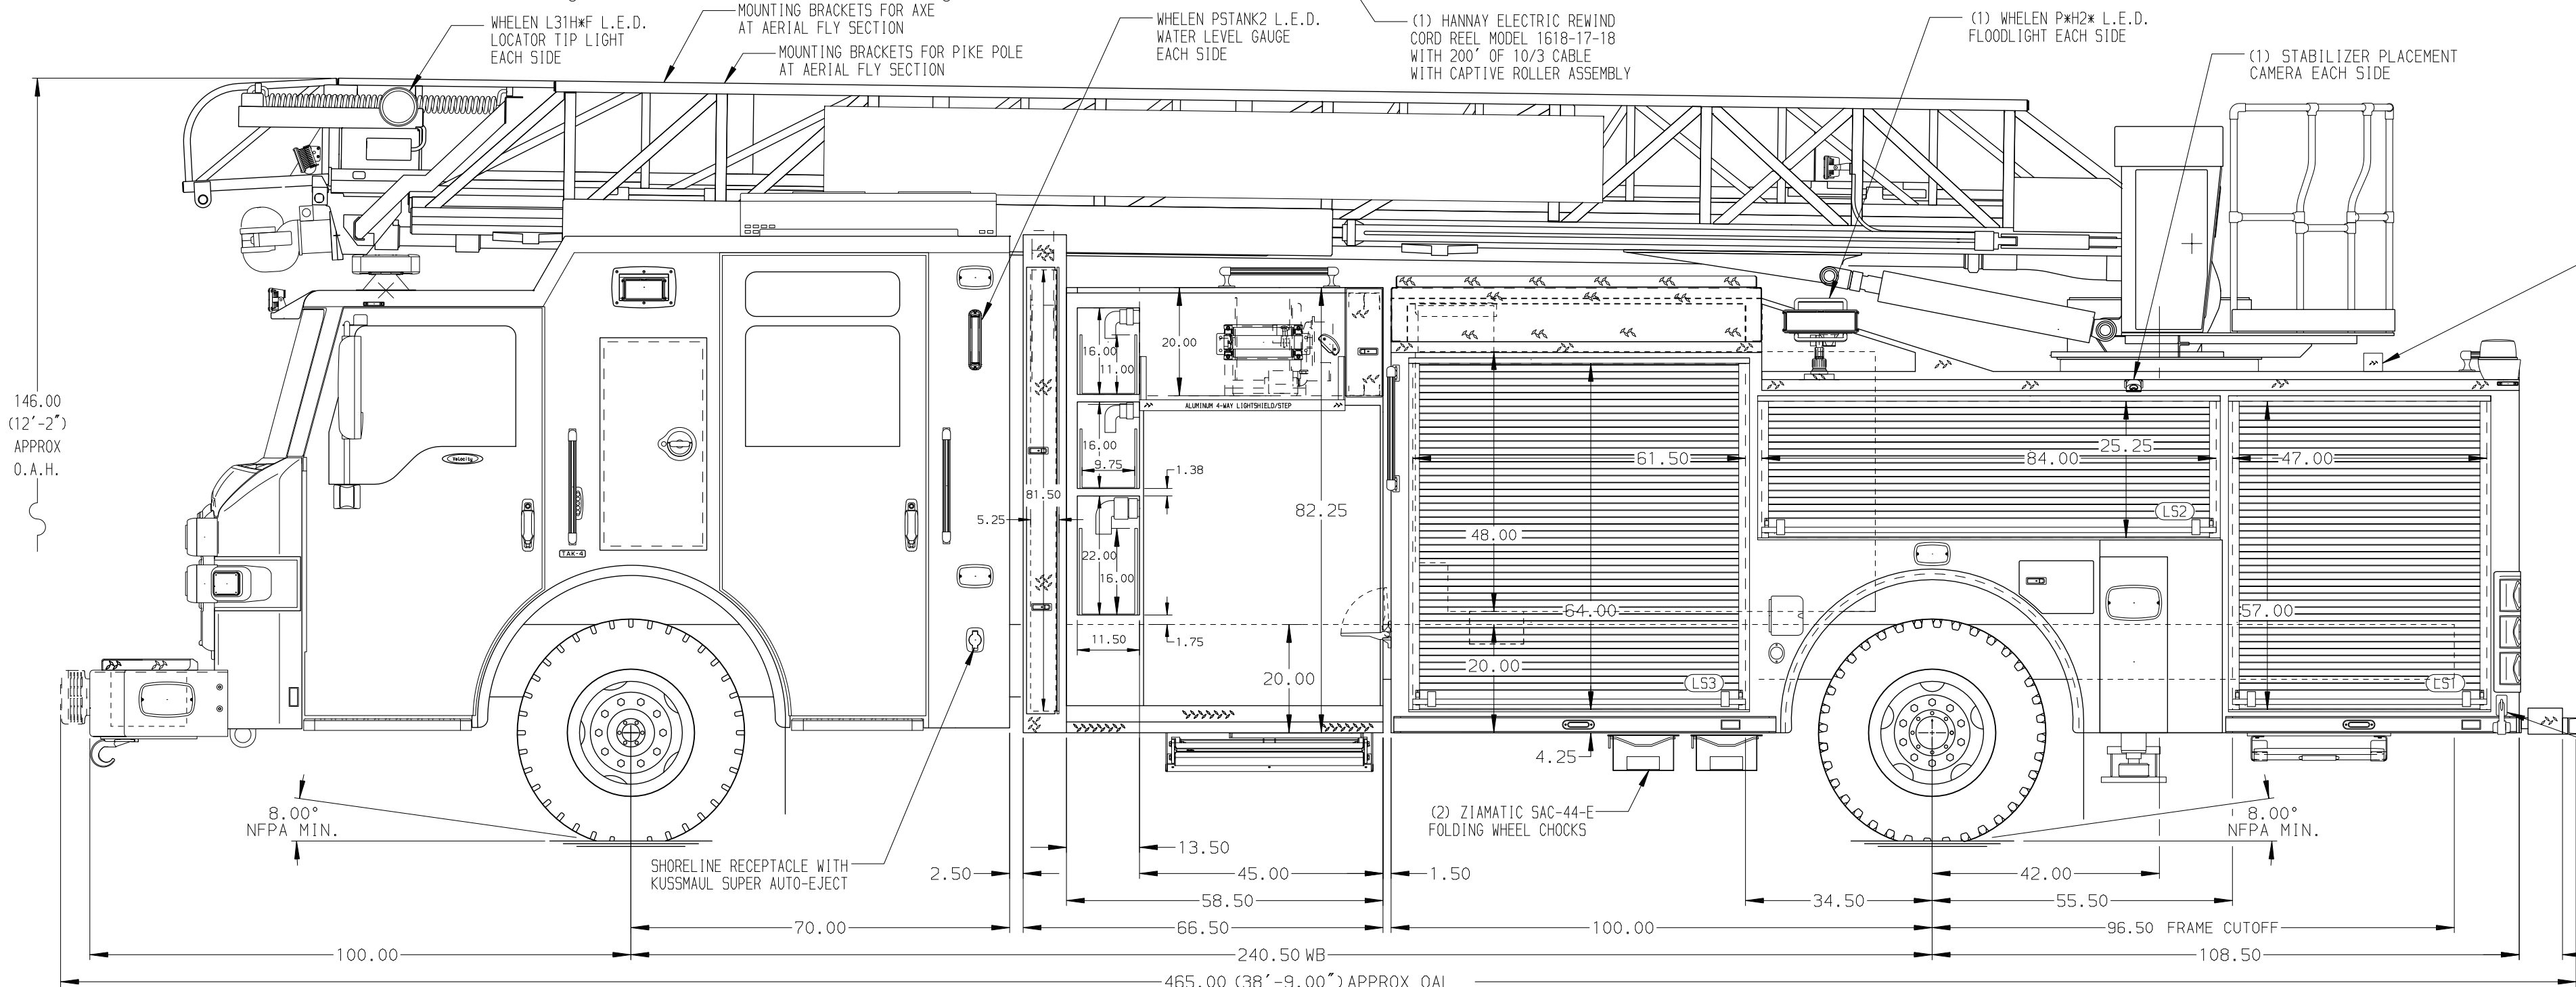 WHELEN L31H*F L.E.D.
LOCATOR TIP LIGHT
EACH SIDE
MOUNTING BRACKETS FOR AXE
AT AERIAL FLY SECTION
MOUNTING BRACKETS FOR PIKE POLE
AT AERIAL FLY SECTION
WHELEN PSTANK2 L.E.D.
WATER LEVEL GAUGE
EACH SIDE
(1) HANNAY ELECTRIC REWIND
CORD REEL MODEL 1618-17-18
WITH 200' OF 10/3 CABLE
WITH CAPTIVE ROLLER ASSEMBLY
(1) WHELEN P*H2* L.E.D.
FLOODLIGHT EACH SIDE
(1) STABILIZER PLACEMENT
CAMERA EACH SIDE
146.00
(12'-2")
APPROX
O.A.H.
Velocity
TAK-4
81.50
5.25
16.00
11.00
20.00
ALUMINUM 4-WAY LIGHTSHIELD/STEP
16.00
9.75
1.38
22.00
16.00
11.50
1.75
82.25
20.00
61.50
48.00
64.00
20.00
LS3
84.00
25.25
LS2
47.00
57.00
LS1
4.25
8.00°
NFPA MIN.
SHORELINE RECEPTACLE WITH
KUSSMAUL SUPER AUTO-EJECT
(2) ZIAMATIC SAC-44-E
FOLDING WHEEL CHOCKS
8.00°
NFPA MIN.
13.50
2.50
45.00
1.50
42.00
58.50
34.50
55.50
70.00
66.50
100.00
96.50 FRAME CUTOFF
100.00
240.50 WB
108.50
465.00 (38'-9.00") APPROX OAL